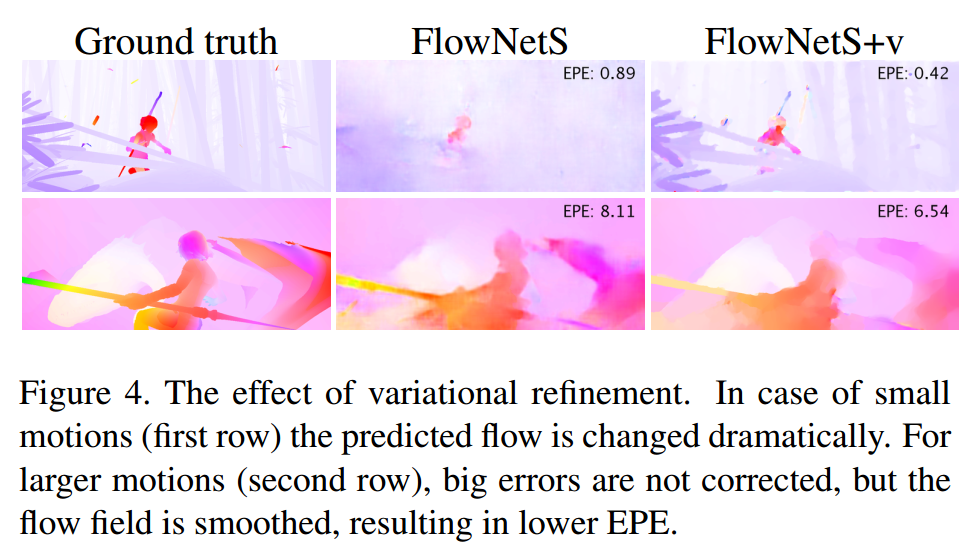 Ground truth FlowNetS FlowNetS+v
EPE: 0.89 EPE: 0.42
EPE: 8.11 EPE: 6.54
Figure 4. The effect of variational refinement. In case of small
motions (first row) the predicted flow is changed dramatically. For
larger motions (second row), big errors are not corrected, but the
flow field is smoothed, resulting in lower EPE.